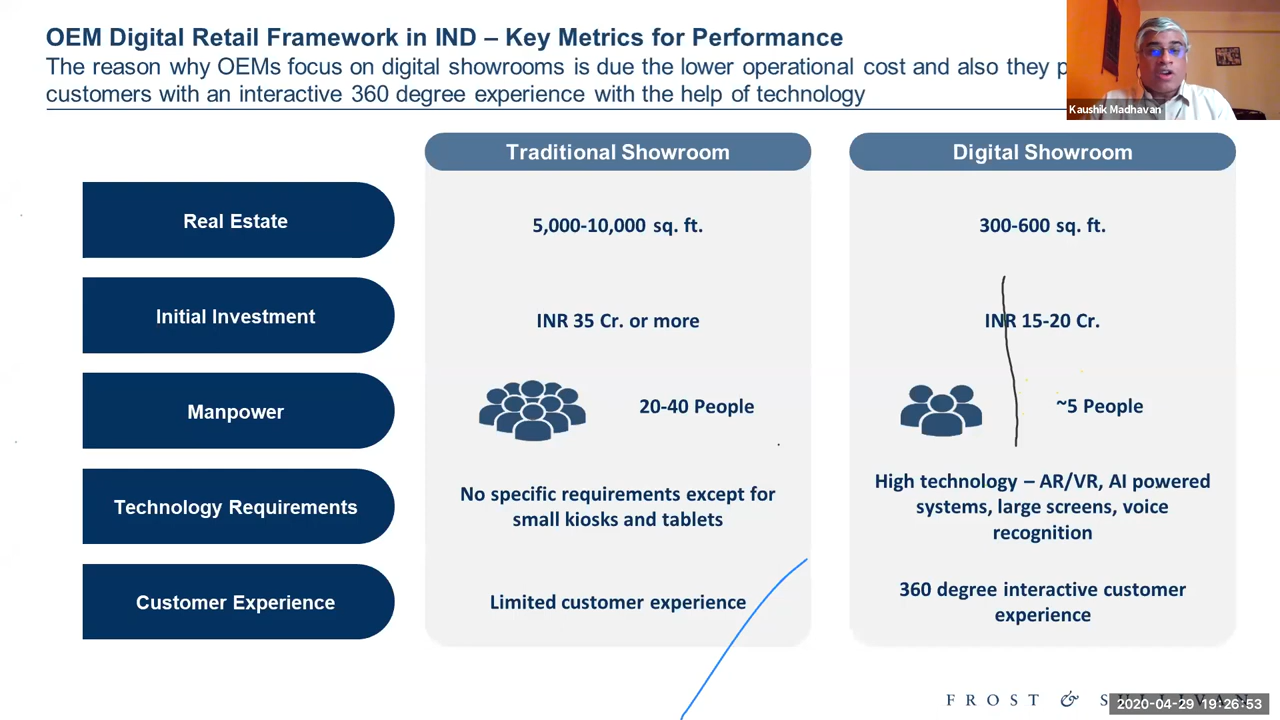 OEM Digital Retail Framework in IND – Key Metrics for Performance
The reason why OEMs focus on digital showrooms is due the lower operational cost and also they
customers with an interactive 360 degree experience with the help of technology
Kaushik Madhavan
Traditional Showroom
Digital Showroom
Real Estate
5,000-10,000 sq. ft.
300-600 sq. ft.
Initial Investment
INR 35 Cr. or more
INR 15-20 Cr.
Manpower
20-40 People
~5 People
Technology Requirements
No specific requirements except for
small kiosks and tablets
High technology – AR/VR, AI powered
systems, large screens, voice
recognition
Customer Experience
Limited customer experience
360 degree interactive customer
experience
FROST & SULLIVAN
2020-04-29 19:26:53